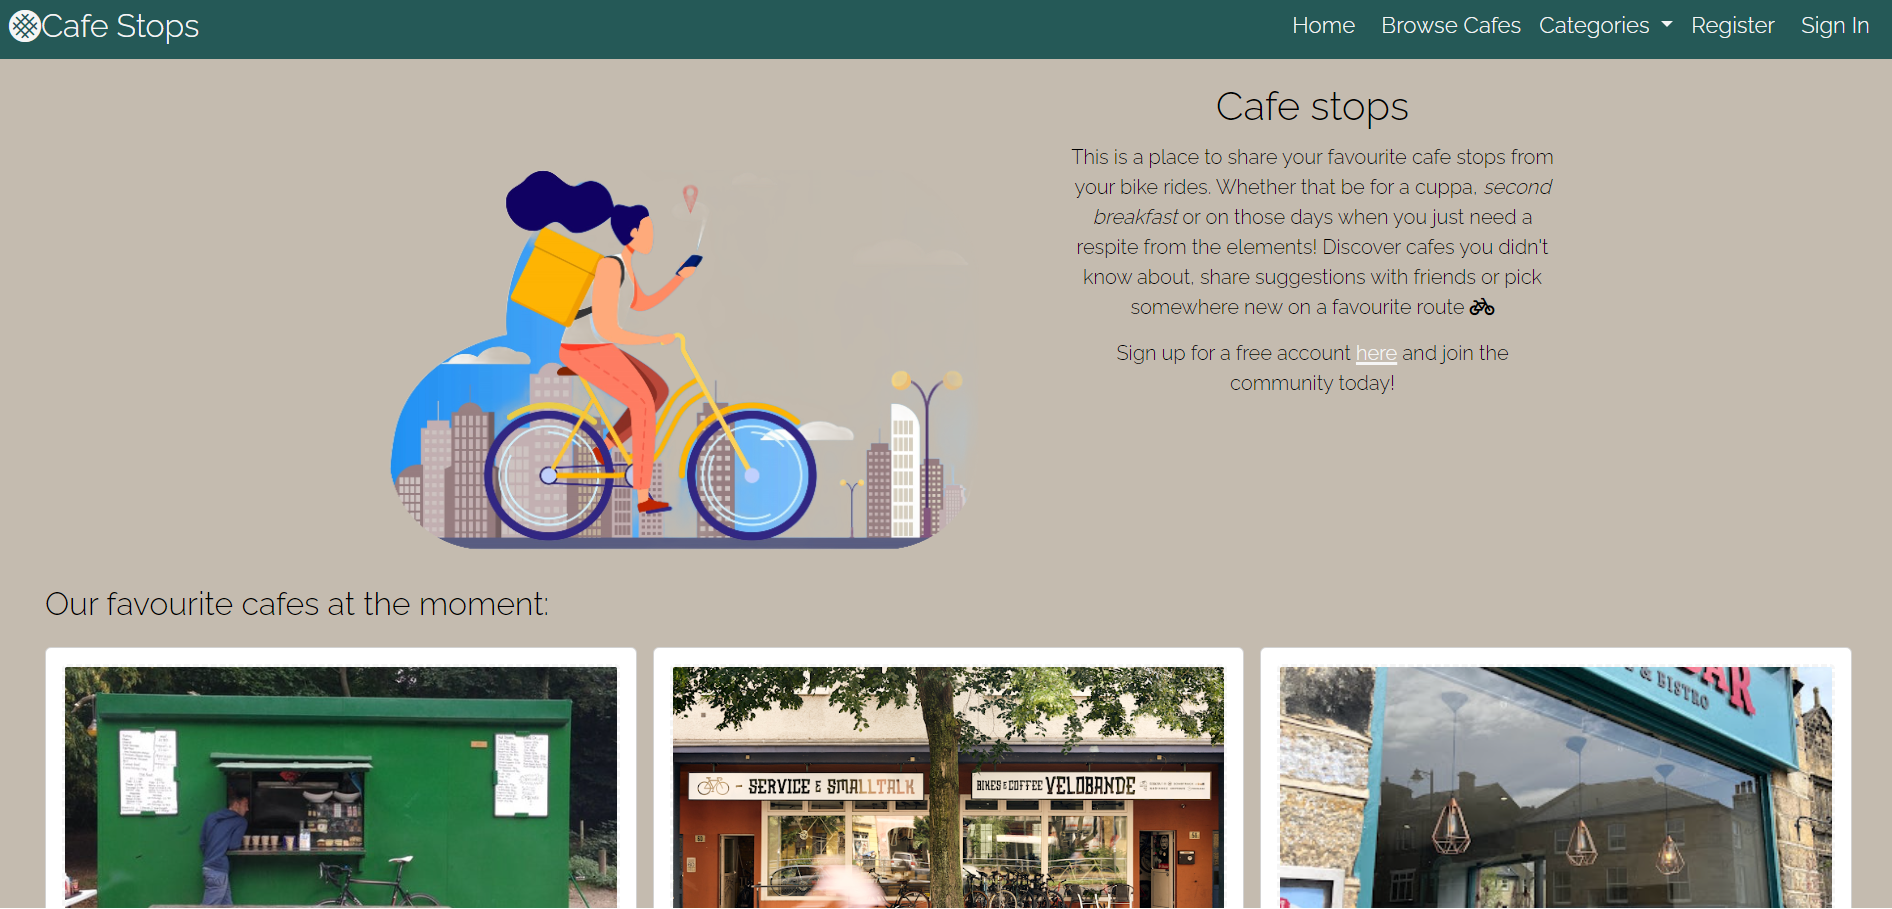 Cafe Stops
Home Browse Cafes Categories Register Sign In
Cafe stops
This is a place to share your favourite cafe stops from
your bike rides. Whether that be for a cuppa, second
breakfast or on those days when you just need a
respite from the elements! Discover cafes you didn't
know about, share suggestions with friends or pick
somewhere new on a favourite route
Sign up for a free account here and join the
community today!
Our favourite cafes at the moment:
- SERVICE & SMALLTALK
BIKES & COFFEE VELOBANDE
& BISTRO